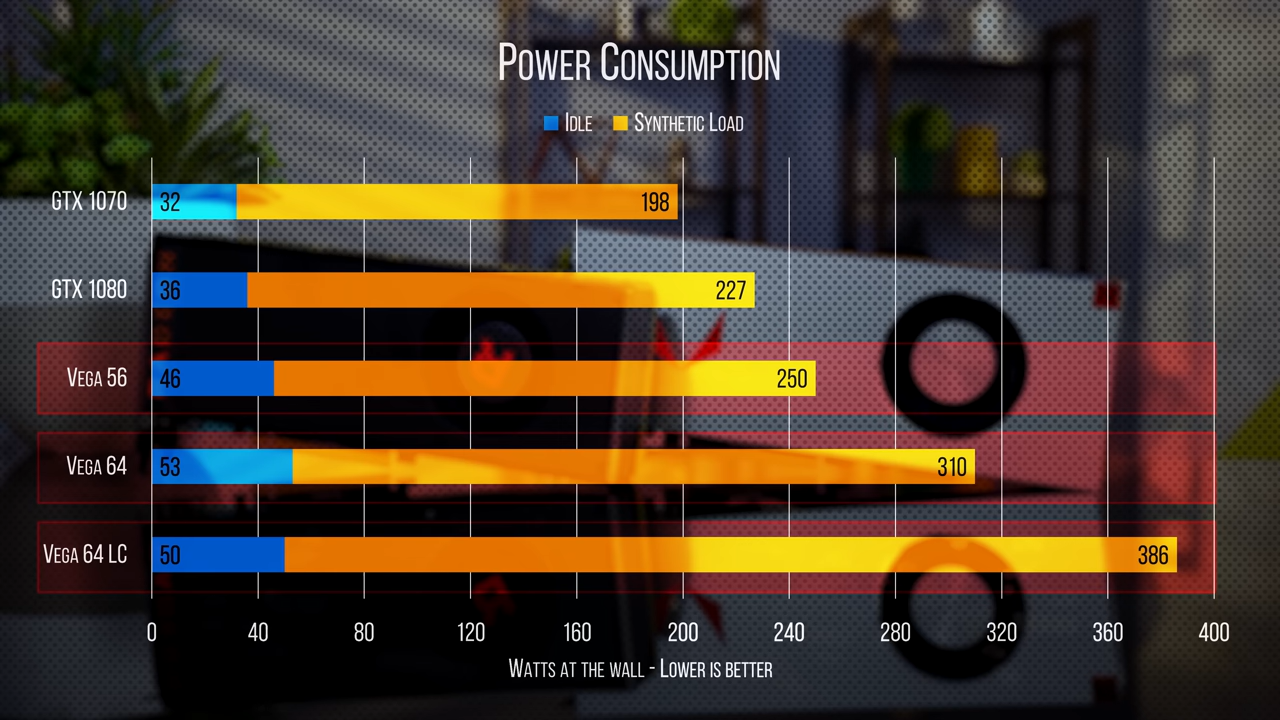 Power Consumption
Idle Synthetic Load
GTX 1070 32 198
GTX 1080 36 227
Vega 56 46 250
Vega 64 53 310
Vega 64 LC 50 386
0 40 80 120 160 200 240 280 320 360 400
Watts at the wall - Lower is better